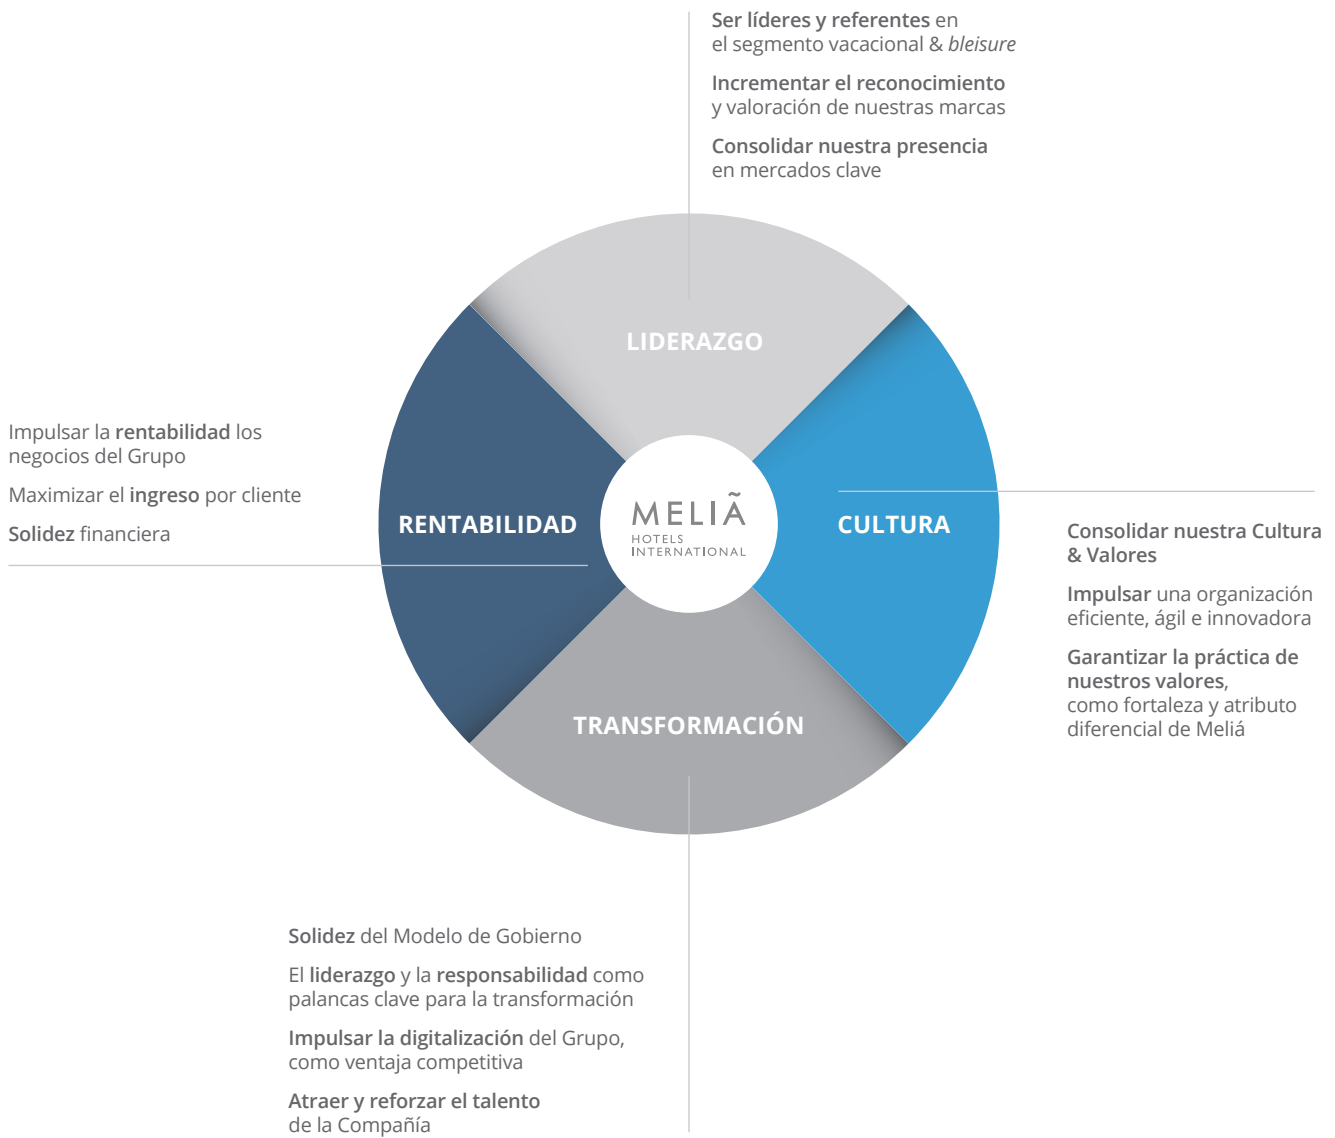 Ser líderes y referentes en
el segmento vacacional & bleisure
Incrementar el reconocimiento
y valoración de nuestras marcas
Consolidar nuestra presencia
en mercados clave
LIDERAZGO
Impulsar la rentabilidad los
negocios del Grupo
Maximizar el ingreso por cliente
Solidez financiera
RENTABILIDAD
MELIÃ
HOTELS
INTERNATIONAL
CULTURA
Consolidar nuestra Cultura
& Valores
Impulsar una organización
eficiente, ágil e innovadora
Garantizar la práctica de
nuestros valores,
como fortaleza y atributo
diferencial de Meliá
TRANSFORMACIÓN
Solidez del Modelo de Gobierno
El liderazgo y la responsabilidad como
palancas clave para la transformación
Impulsar la digitalización del Grupo,
como ventaja competitiva
Atraer y reforzar el talento
de la Compañía